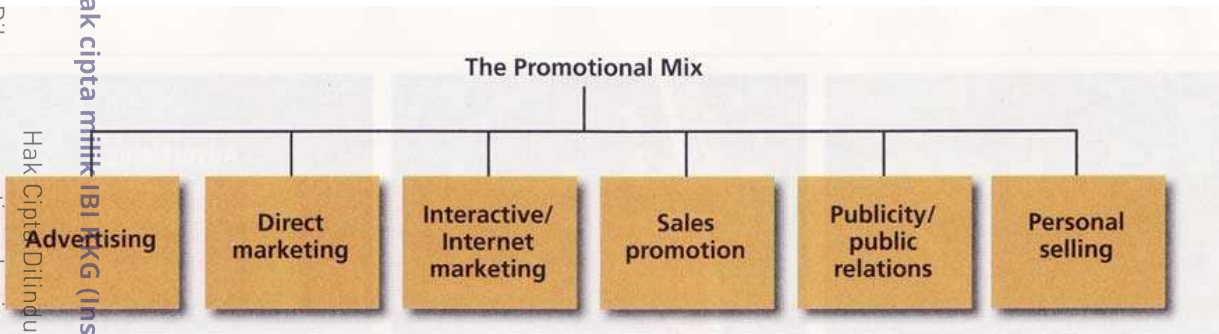 The Promotional Mix
Advertising
Direct
marketing
Interactive/
Internet
marketing
Sales
promotion
Publicity/
public
relations
Personal
selling
ak cipta milik IBI KKG (Ins
Hak Cipta Dilindu